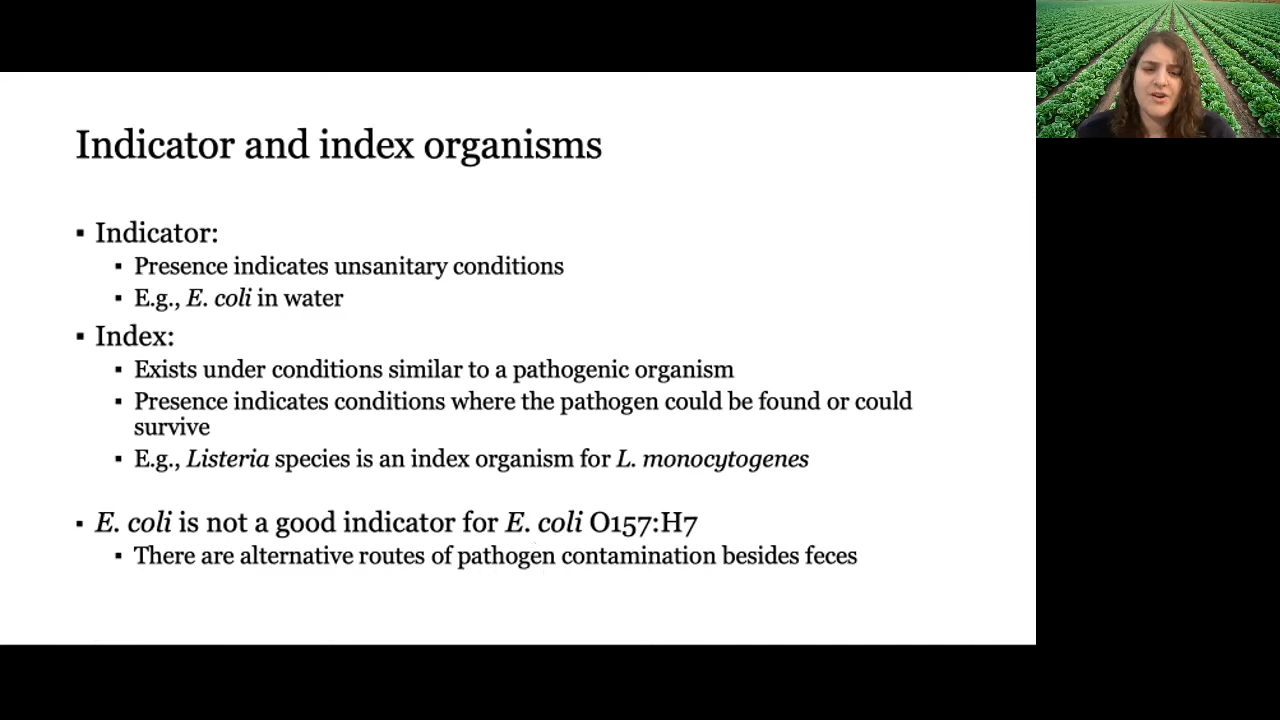 Indicator and index organisms
▪ Indicator:
▪ Presence indicates unsanitary conditions
▪ E.g., E. coli in water
▪ Index:
▪ Exists under conditions similar to a pathogenic organism
▪ Presence indicates conditions where the pathogen could be found or could
survive
▪ E.g., Listeria species is an index organism for L. monocytogenes
▪ E. coli is not a good indicator for E. coli O157:H7
▪ There are alternative routes of pathogen contamination besides feces